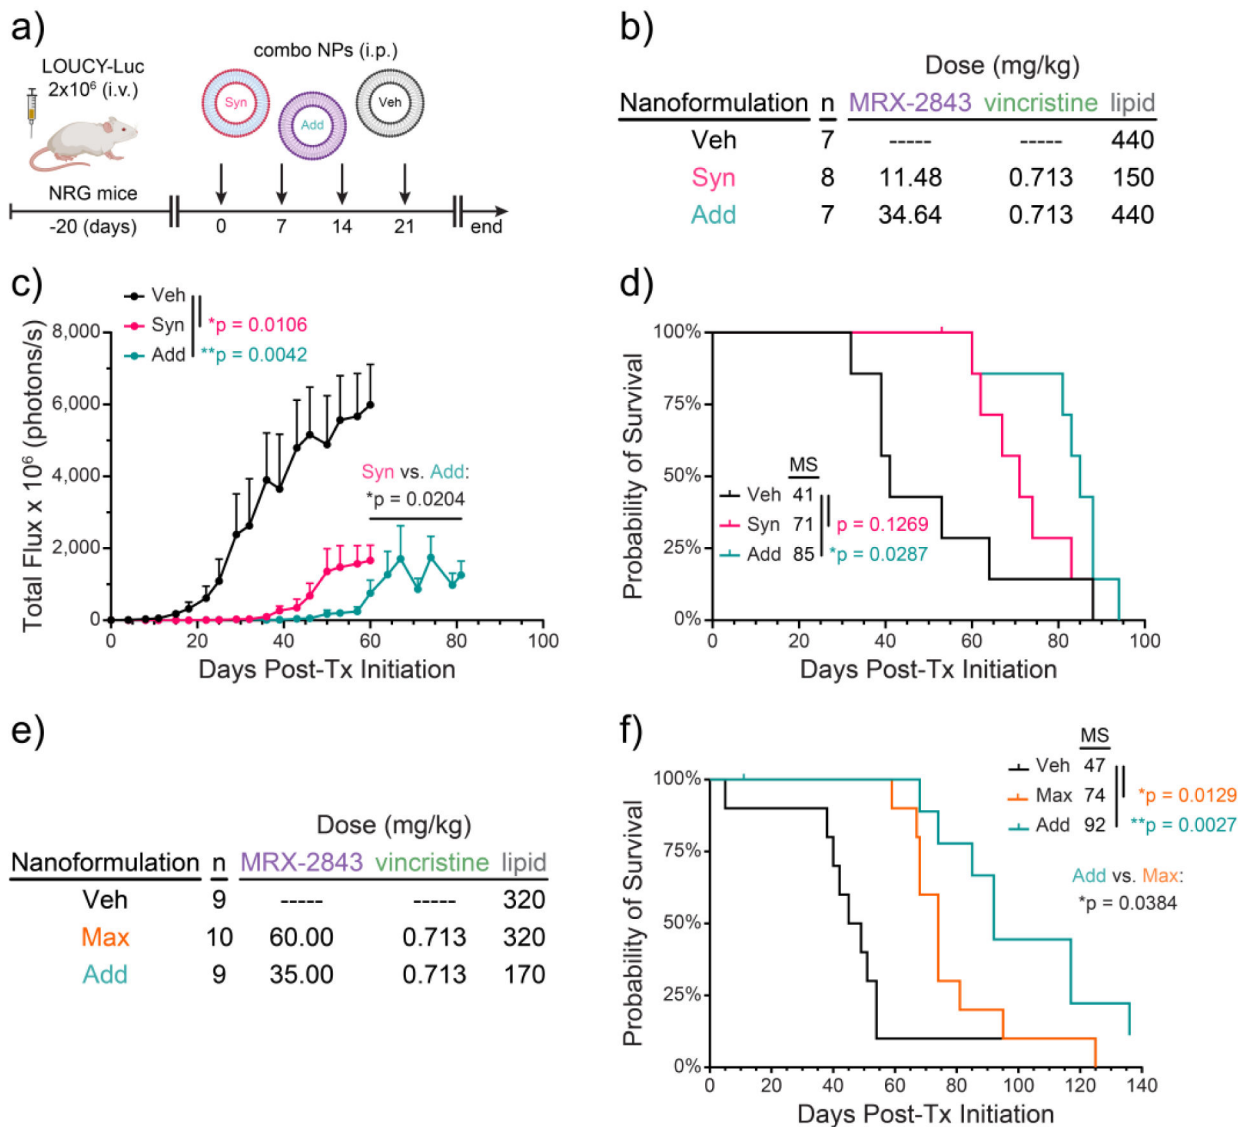 a)
LOUCY-Luc
2x10⁶ (i.v.)
combo NPs (i.p.)
Syn
Add
Veh
NRG mice
-20 (days)
0
7
14
21
end
b)
Dose (mg/kg)
Nanoformulation n MRX-2843 vincristine lipid
Veh 7 ----- ----- 440
Syn 8 11.48 0.713 150
Add 7 34.64 0.713 440
c)
Veh
Syn *p = 0.0106
Add **p = 0.0042
Total Flux x 10⁶ (photons/s)
8,000
6,000
4,000
2,000
0
Syn vs. Add:
*p = 0.0204
0 20 40 60 80 100
Days Post-Tx Initiation
d)
Probability of Survival
100%
75%
50%
25%
0%
MS
Veh 41
Syn 71 p = 0.1269
Add 85 *p = 0.0287
0 20 40 60 80 100
Days Post-Tx Initiation
e)
Dose (mg/kg)
Nanoformulation n MRX-2843 vincristine lipid
Veh 9 ----- ----- 320
Max 10 60.00 0.713 320
Add 9 35.00 0.713 170
f)
MS
Veh 47
Max 74 *p = 0.0129
Add 92 **p = 0.0027
Add vs. Max:
*p = 0.0384
Probability of Survival
100%
75%
50%
25%
0%
0 20 40 60 80 100 120 140
Days Post-Tx Initiation